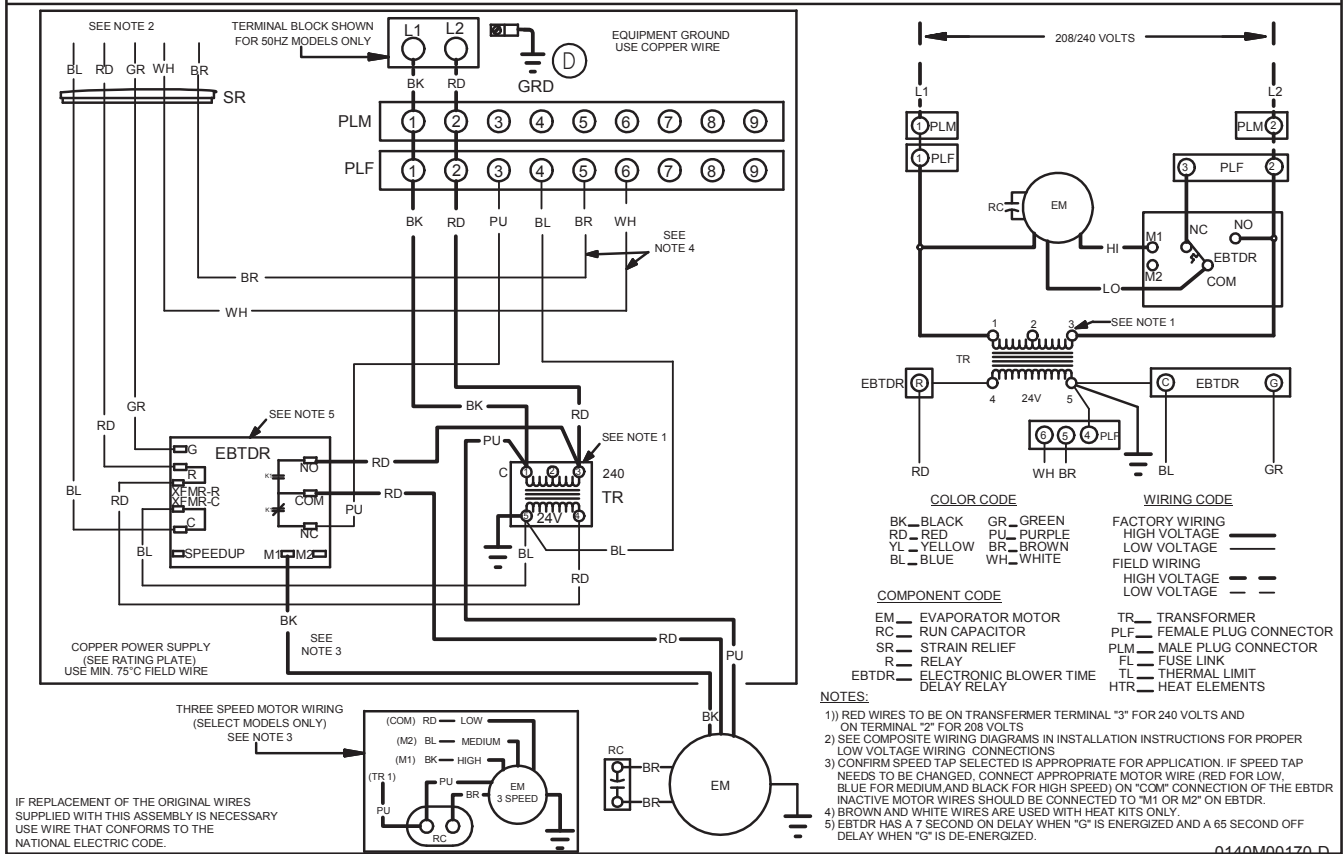 SEE NOTE 2
TERMINAL BLOCK SHOWN
FOR 50HZ MODELS ONLY
L1 L2
EQUIPMENT GROUND
USE COPPER WIRE
D
GRD
BL RD GR WH BR
SR
BK RD
PLM 1 2 3 4 5 6 7 8 9
PLF 1 2 3 4 5 6 7 8 9
BK RD PU BL BR WH
SEE
NOTE 4
BR
WH
GR
RD
BK
RD
SEE NOTE 5
SEE NOTE 1
PU
EBTDR
G
R
XFMR-R
XFMR-C
C
SPEEDUP
M1 M2
NO
COM
NC
K1
K1
RD
RD
PU
BL
RD
BL
C 1 2 3 240
TR
5 24V 4
BL
BL
RD
BK
SEE
NOTE 3
RD
PU
BK
COPPER POWER SUPPLY
(SEE RATING PLATE)
USE MIN. 75°C FIELD WIRE
THREE SPEED MOTOR WIRING
(SELECT MODELS ONLY)
SEE NOTE 3
(COM) RD LOW
(M2) BL MEDIUM
(M1) BK HIGH
(TR 1)
PU
PU
BR
EM
3 SPEED
RC
RC
BR
BR
EM
IF REPLACEMENT OF THE ORIGINAL WIRES
SUPPLIED WITH THIS ASSEMBLY IS NECESSARY
USE WIRE THAT CONFORMS TO THE
NATIONAL ELECTRIC CODE.
208/240 VOLTS
L1 L2
1 PLM PLM 2
1 PLF 3 PLF 2
RC EM
HI
LO
M1
M2
NC
NO
EBTDR
COM
1 2 3
SEE NOTE 1
TR
4 24V 5
EBTDR R
C EBTDR G
6 5 4 PLF
RD
WH BR
BL
GR
COLOR CODE
BK BLACK GR GREEN
RD RED PU PURPLE
YL YELLOW BR BROWN
BL BLUE WH WHITE
WIRING CODE
FACTORY WIRING
HIGH VOLTAGE
LOW VOLTAGE
FIELD WIRING
HIGH VOLTAGE
LOW VOLTAGE
COMPONENT CODE
EM EVAPORATOR MOTOR
RC RUN CAPACITOR
SR STRAIN RELIEF
R RELAY
EBTDR ELECTRONIC BLOWER TIME
DELAY RELAY
TR TRANSFORMER
PLF FEMALE PLUG CONNECTOR
PLM MALE PLUG CONNECTOR
FL FUSE LINK
TL THERMAL LIMIT
HTR HEAT ELEMENTS
NOTES:
1)) RED WIRES TO BE ON TRANSFERMER TERMINAL "3" FOR 240 VOLTS AND
ON TERMINAL "2" FOR 208 VOLTS
2) SEE COMPOSITE WIRING DIAGRAMS IN INSTALLATION INSTRUCTIONS FOR PROPER
LOW VOLTAGE WIRING CONNECTIONS
3) CONFIRM SPEED TAP SELECTED IS APPROPRIATE FOR APPLICATION. IF SPEED TAP
NEEDS TO BE CHANGED, CONNECT APPROPRIATE MOTOR WIRE (RED FOR LOW,
BLUE FOR MEDIUM,AND BLACK FOR HIGH SPEED) ON "COM" CONNECTION OF THE EBTDR
INACTIVE MOTOR WIRES SHOULD BE CONNECTED TO "M1 OR M2" ON EBTDR.
4) BROWN AND WHITE WIRES ARE USED WITH HEAT KITS ONLY.
5) EBTDR HAS A 7 SECOND ON DELAY WHEN "G" IS ENERGIZED AND A 65 SECOND OFF
DELAY WHEN "G" IS DE-ENERGIZED.
0140M00170-D